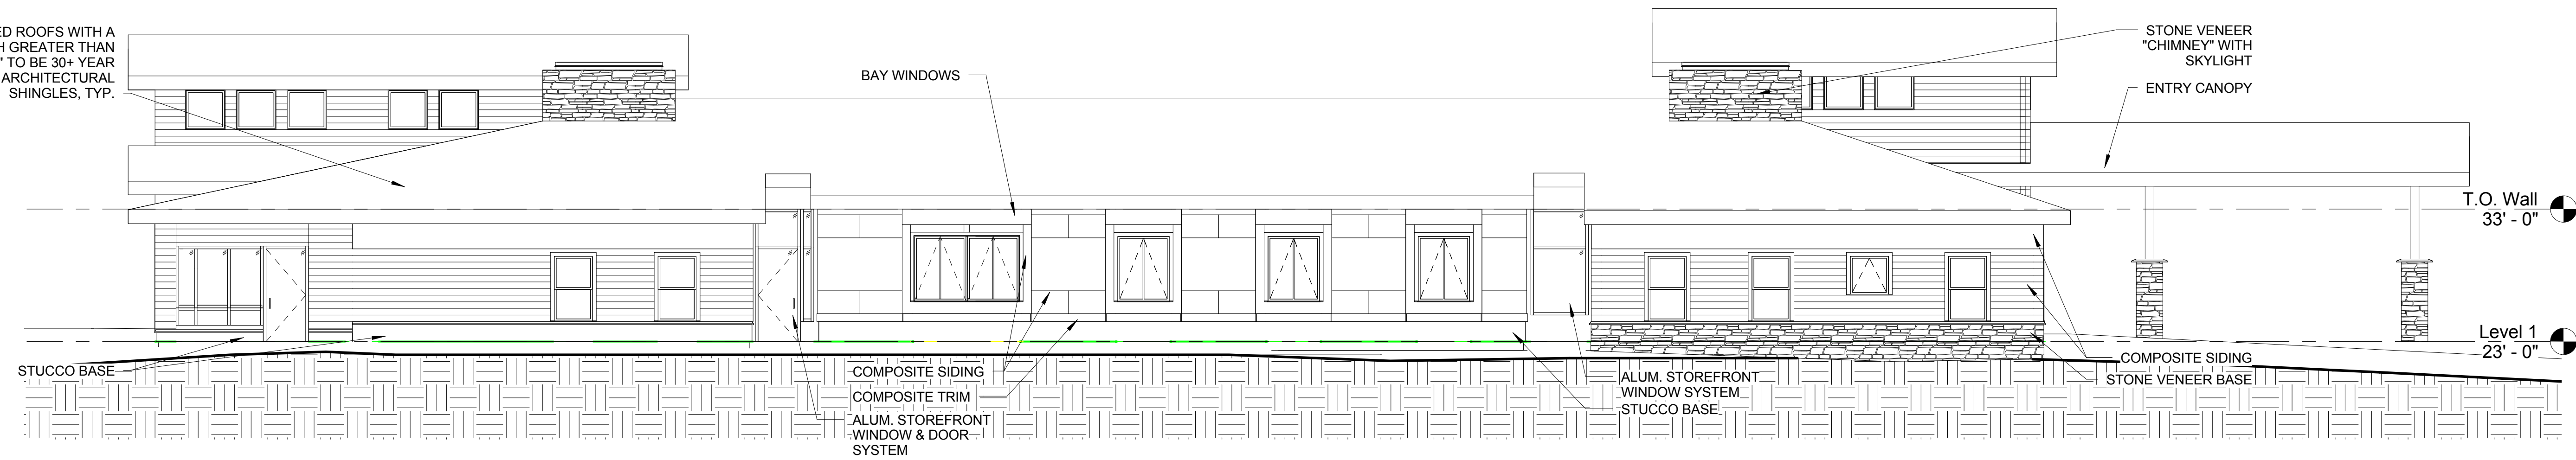 ED ROOFS WITH A
H GREATER THAN
" TO BE 30+ YEAR
ARCHITECTURAL
SHINGLES, TYP.
BAY WINDOWS
STONE VENEER
"CHIMNEY" WITH
SKYLIGHT
ENTRY CANOPY
T.O. Wall
33' - 0"
Level 1
23' - 0"
STUCCO BASE
COMPOSITE SIDING
COMPOSITE TRIM
ALUM. STOREFRONT
WINDOW & DOOR
SYSTEM
ALUM. STOREFRONT
WINDOW SYSTEM
STUCCO BASE
COMPOSITE SIDING
STONE VENEER BASE